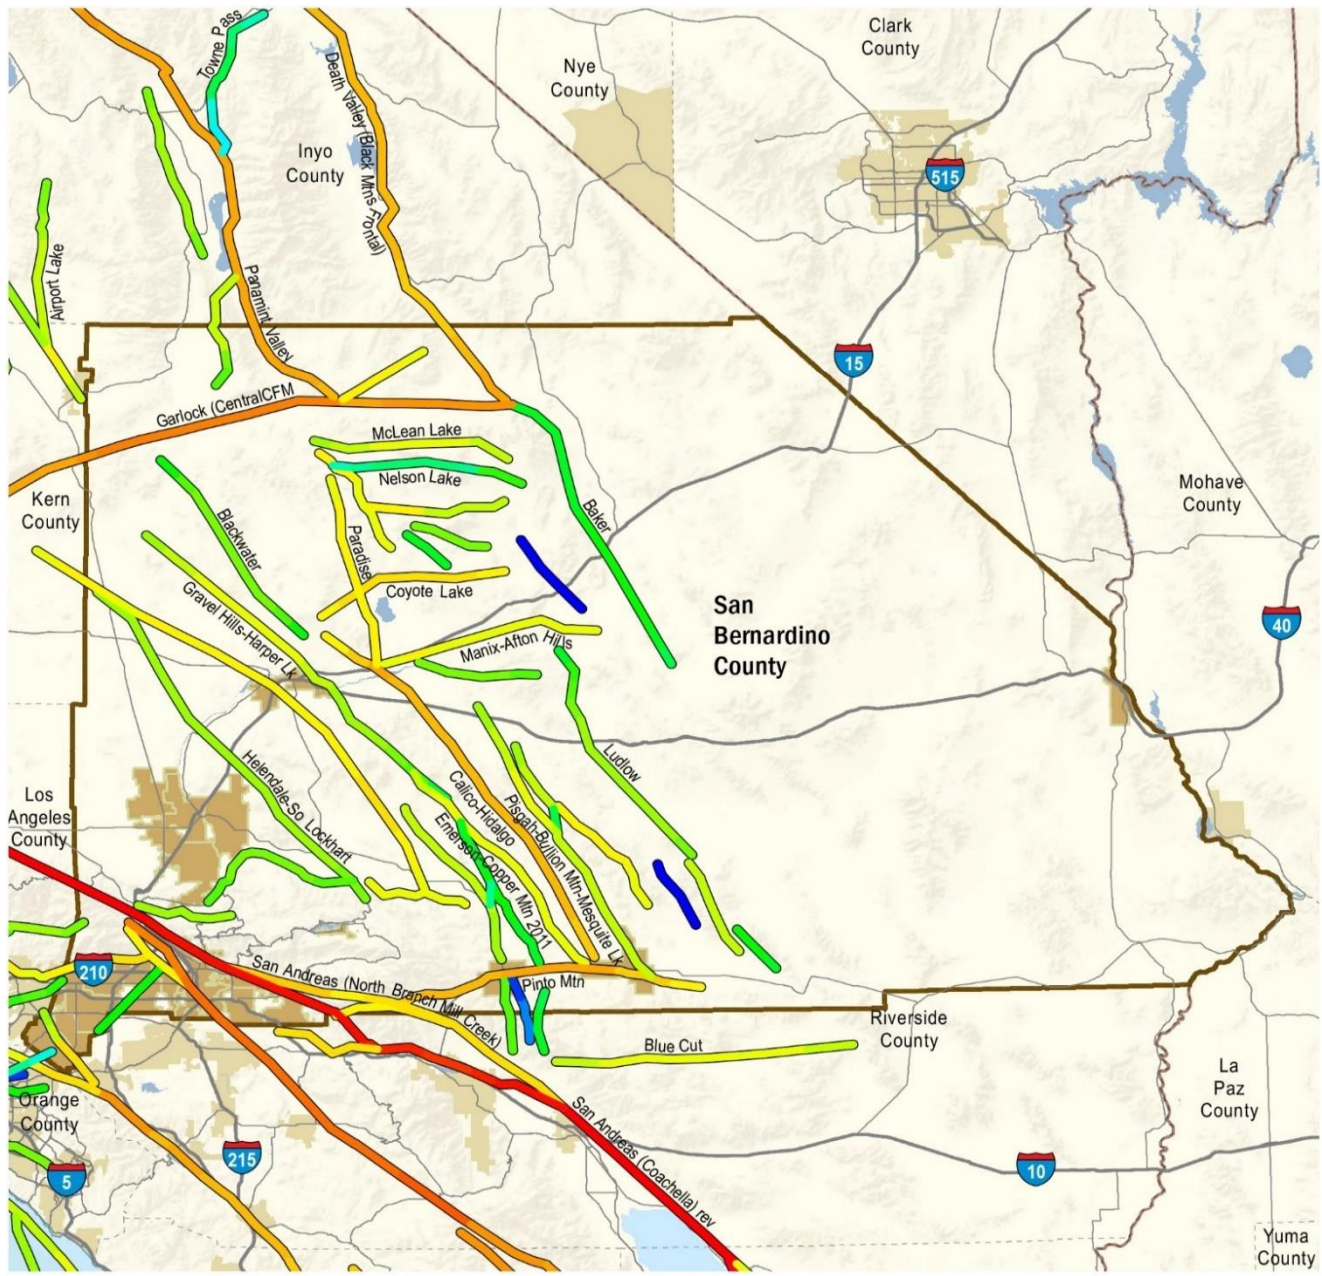 Towne Pass
Clark
County
Nye
County
Death Valley (Black Mtns Frontal)
Inyo
County
515
Airport Lake
Panamint Valley
15
Garlock (CentralCFM
McLean Lake
Nelson Lake
Kern
County
Mohave
County
Blackwater
Paradise
Baker
Coyote Lake
Gravel Hills-Harper Lk
San
Bernardino
County
40
Manix-Afton Hills
Ludlow
Helendale-So Lockhart
Los
Angeles
County
Calico-Hidalgo
Pisgah-Bullion Mtn-Mesquite Lk
Emerson-Copper Mtn 2011
210
San Andreas (North Branch Mill Creek)
Pinto Mtn
Riverside
County
Blue Cut
La
Paz
County
Orange
County
San Andreas (Coachella) rev
215
10
5
Yuma
County